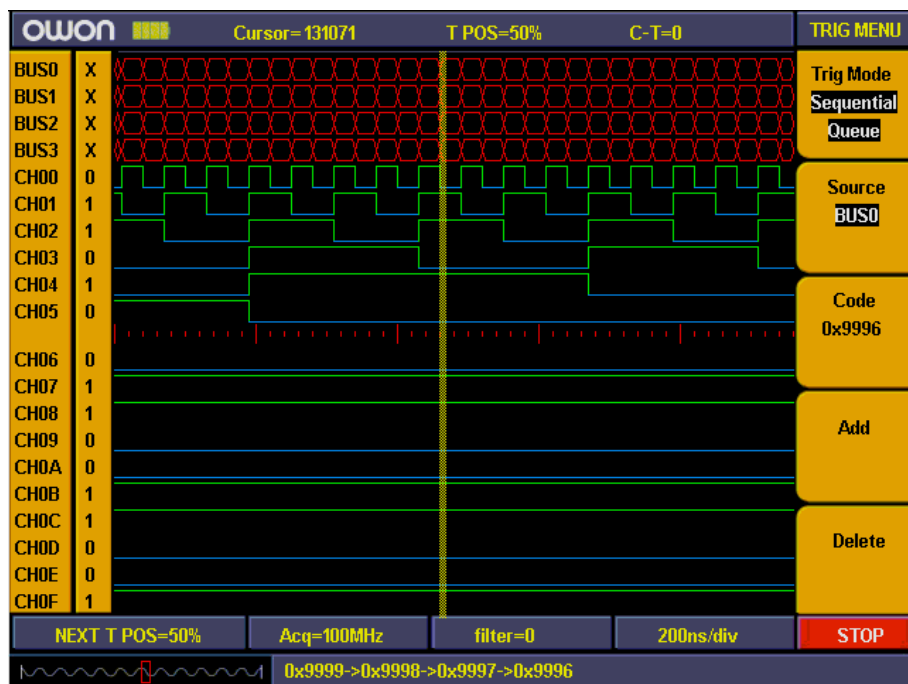 owon Cursor=131071 T POS=50% C-T=0 TRIG MENU
BUS0 X
BUS1 X
BUS2 X
BUS3 X
CH00 0
CH01 1
CH02 1
CH03 0
CH04 1
CH05 0
CH06 0
CH07 1
CH08 1
CH09 0
CH0A 0
CH0B 1
CH0C 1
CH0D 0
CH0E 0
CH0F 1
Trig Mode
Sequential
Queue
Source
BUS0
Code
0x9996
Add
Delete
NEXT T POS=50% Acq=100MHz filter=0 200ns/div STOP
0x9999->0x9998->0x9997->0x9996